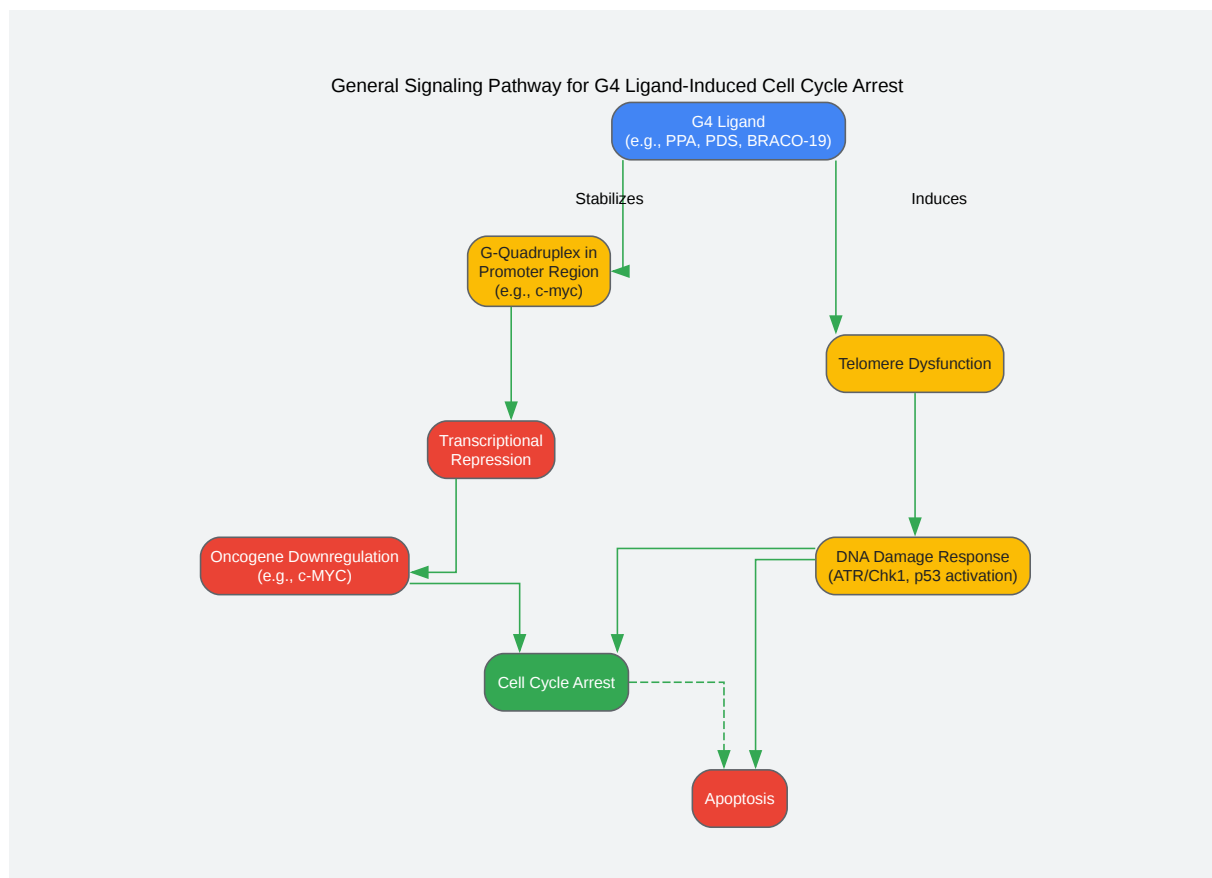 General Signaling Pathway for G4 Ligand-Induced Cell Cycle Arrest
G4 Ligand
(e.g., PPA, PDS, BRACO-19)
Stabilizes
Induces
G-Quadruplex in
Promoter Region
(e.g., c-myc)
Telomere Dysfunction
Transcriptional
Repression
Oncogene Downregulation
(e.g., c-MYC)
DNA Damage Response
(ATR/Chk1, p53 activation)
Cell Cycle Arrest
Apoptosis